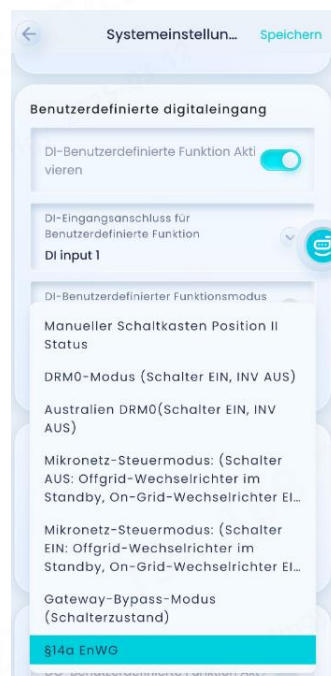 Systemeinstellun... Speichern
Benutzerdefinierte digitaleingang
DI-Benutzerdefinierte Funktion Akti
vieren
DI-Eingangsanschluss für
Benutzerdefinierte Funktion
DI input 1
DI-Benutzerdefinierter Funktionsmodus
Manueller Schaltkasten Position II
Status
DRM0-Modus (Schalter EIN, INV AUS)
Australien DRM0(Schalter EIN, INV
AUS)
Mikronetz-Steuermodus: (Schalter
AUS: Offgrid-Wechselrichter im
Standby, On-Grid-Wechselrichter EI...
Mikronetz-Steuermodus: (Schalter
EIN: Offgrid-Wechselrichter im
Standby, On-Grid-Wechselrichter EI...
Gateway-Bypass-Modus
(Schalterzustand)
§14a EnWG